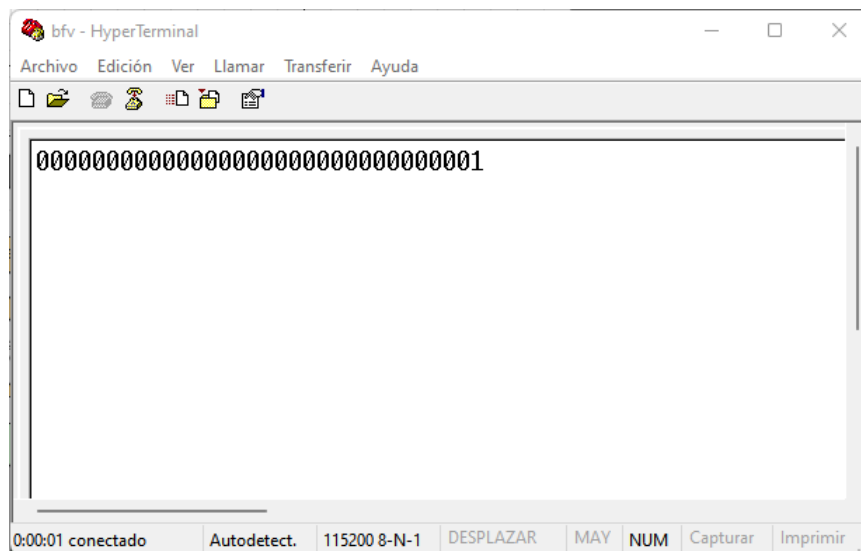 bfv - HyperTerminal
Archivo Edición Ver Llamar Transferir Ayuda
00000000000000000000000000000001
0:00:01 conectado Autodetect. 115200 8-N-1 DESPLAZAR MAY NUM Capturar Imprimir